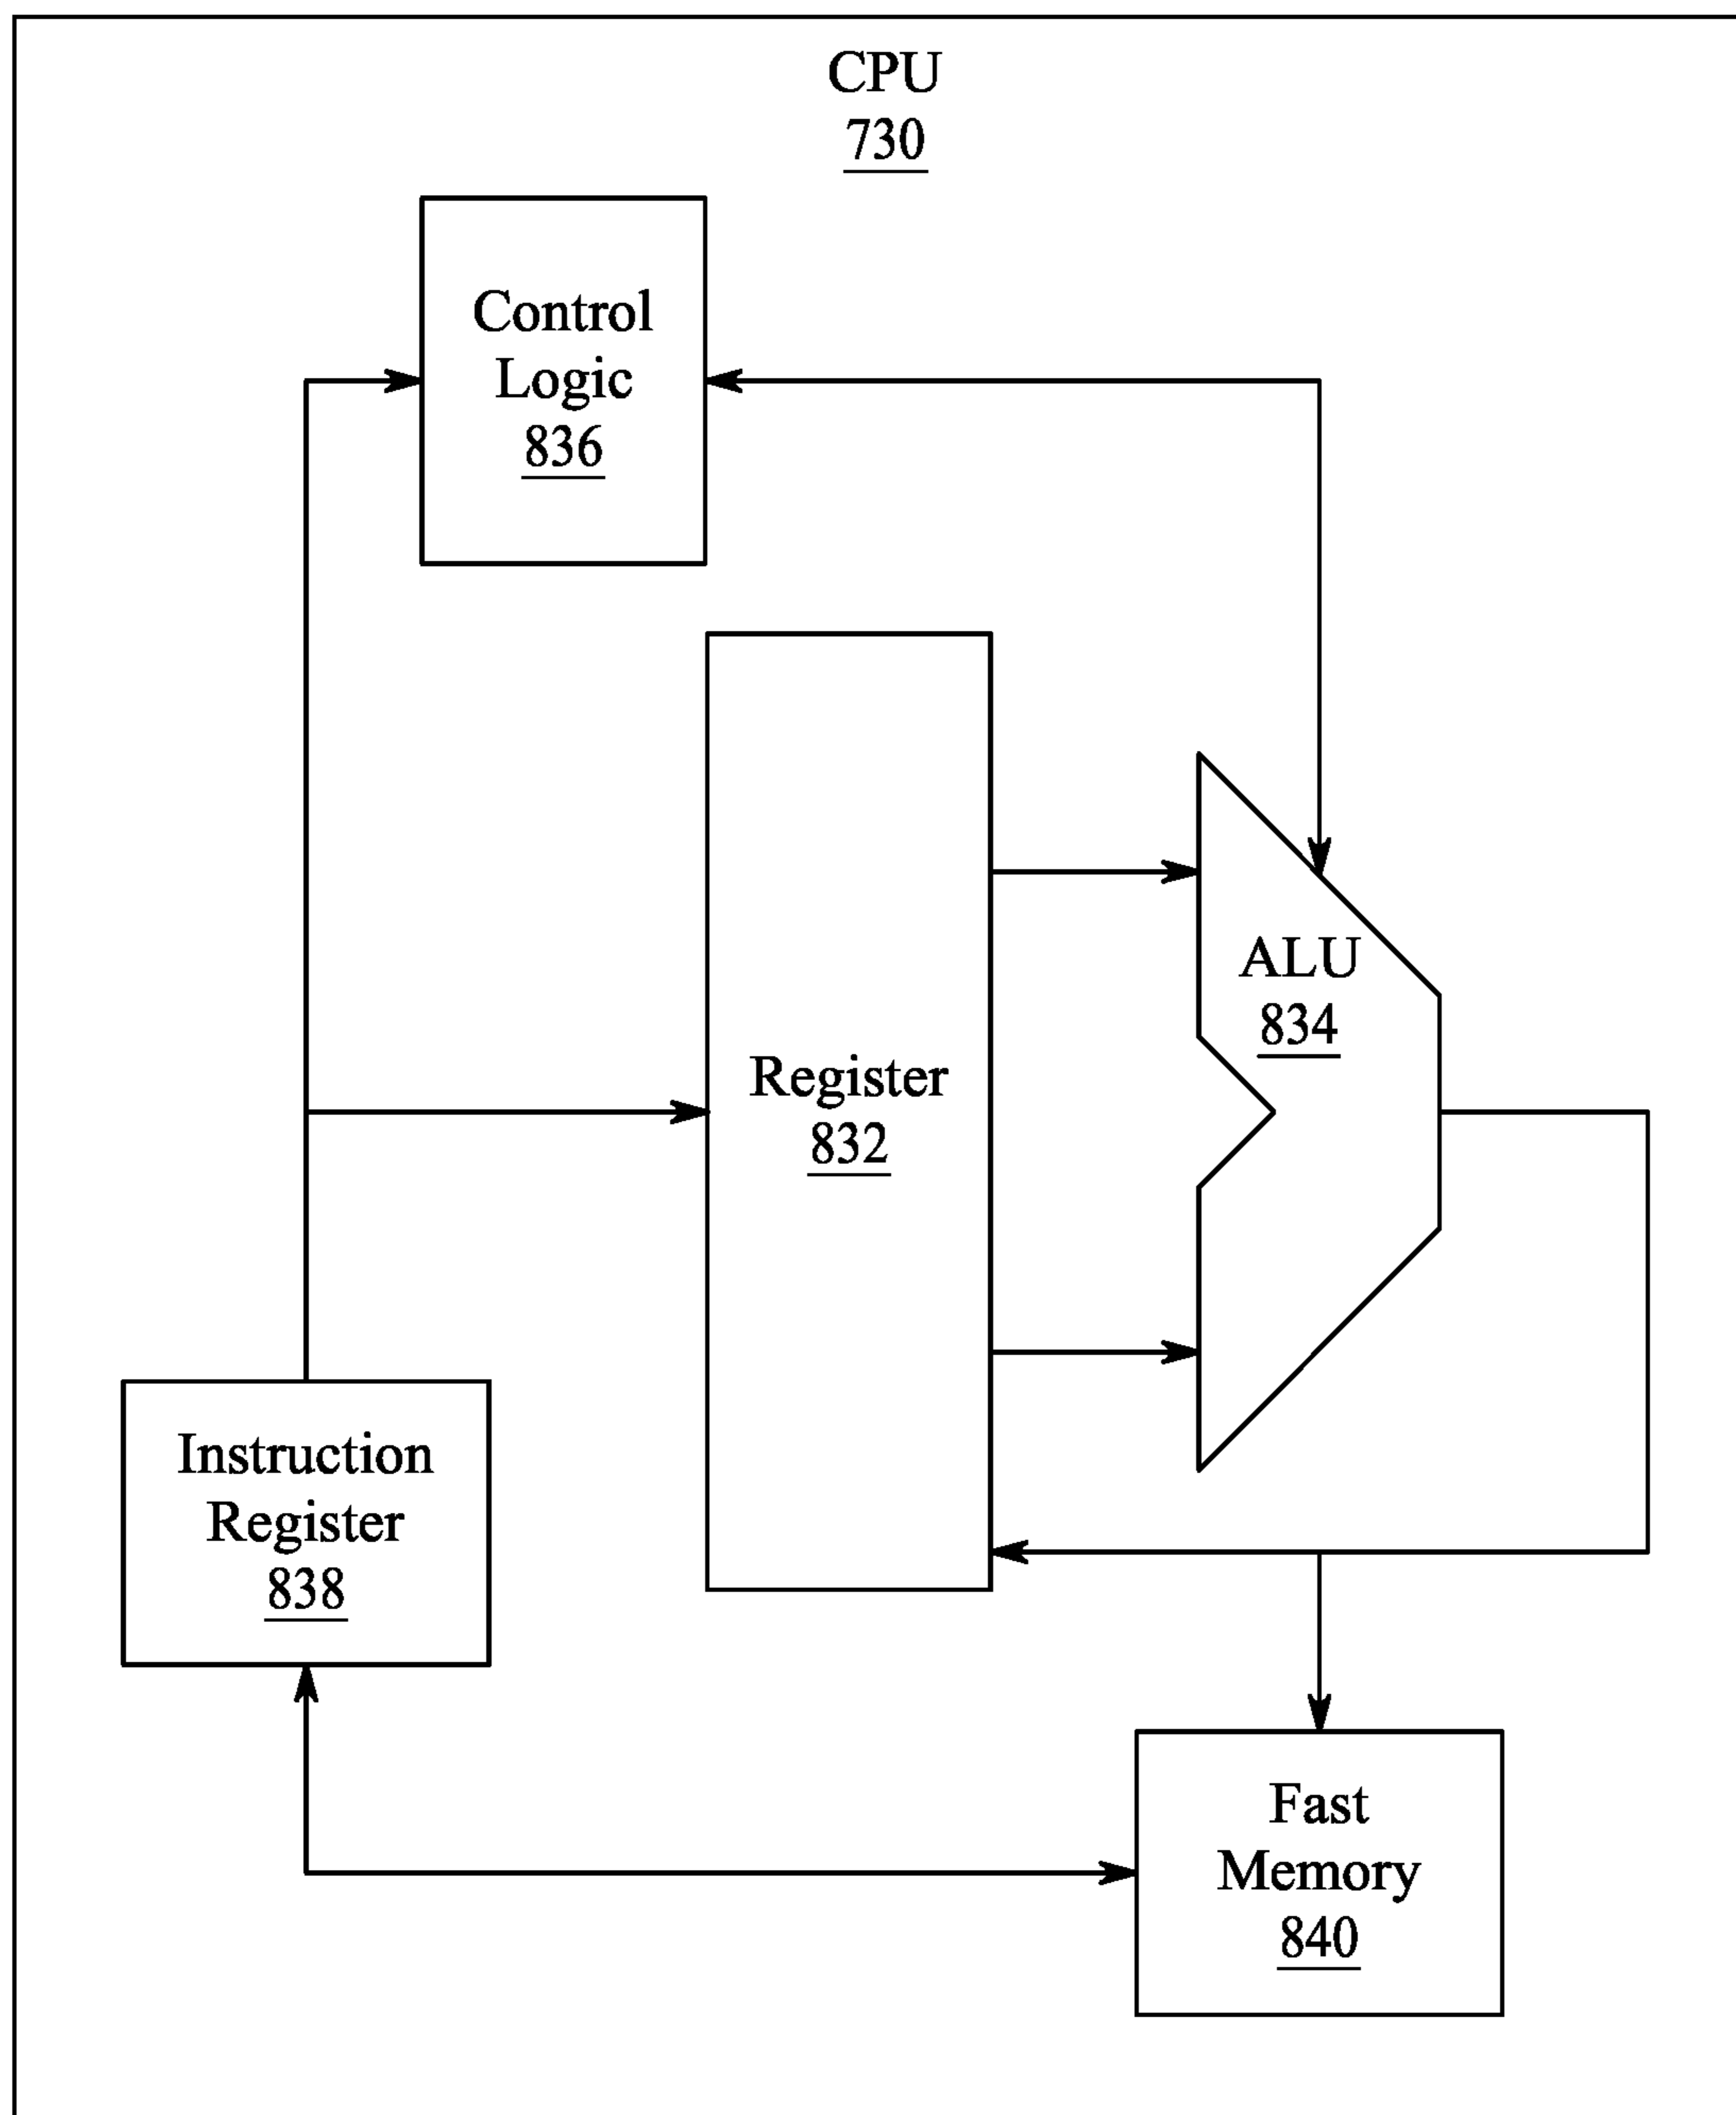 CPU
730
Control
Logic
836
ALU
834
Register
832
Instruction
Register
838
Fast
Memory
840